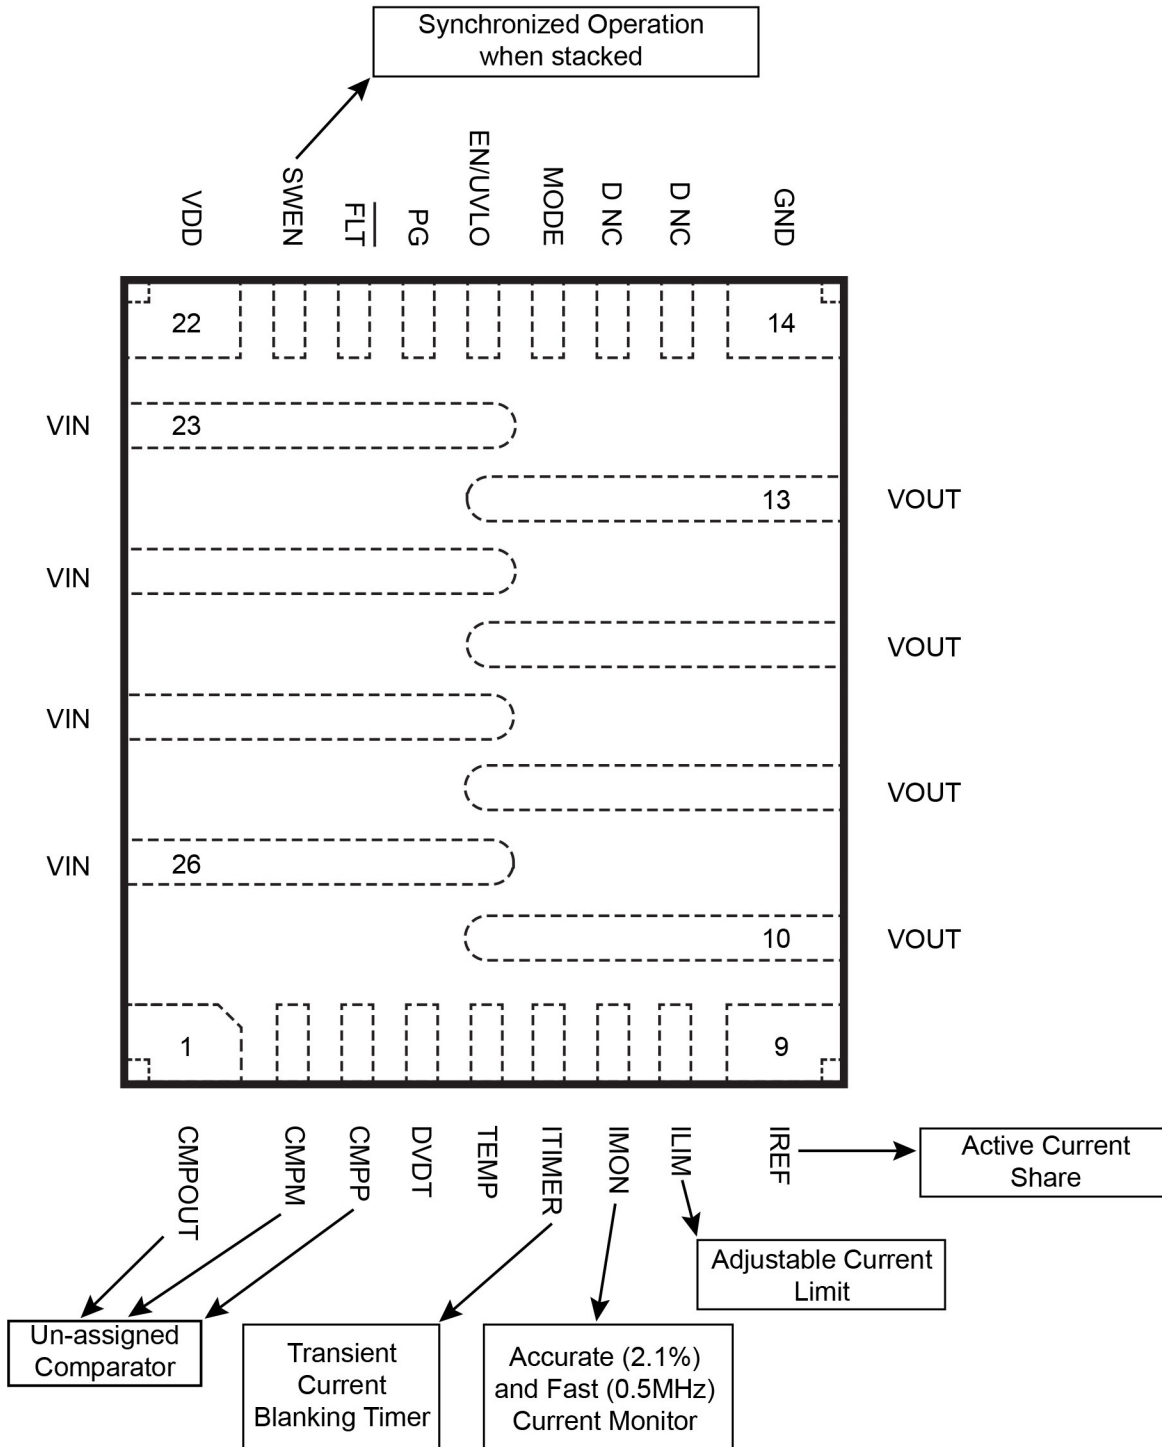 Synchronized Operation
when stacked
VDD
SWEN
FLT
PG
EN/UVLO
MODE
D NC
D NC
GND
22
14
VIN
23
13
VOUT
VIN
VOUT
VIN
VOUT
VIN
26
10
VOUT
1
9
CMPOUT
CMPM
CMPP
DVDT
TEMP
ITIMER
IMON
ILIM
IREF
Active Current
Share
Adjustable Current
Limit
Un-assigned
Comparator
Transient
Current
Blanking Timer
Accurate (2.1%)
and Fast (0.5MHz)
Current Monitor